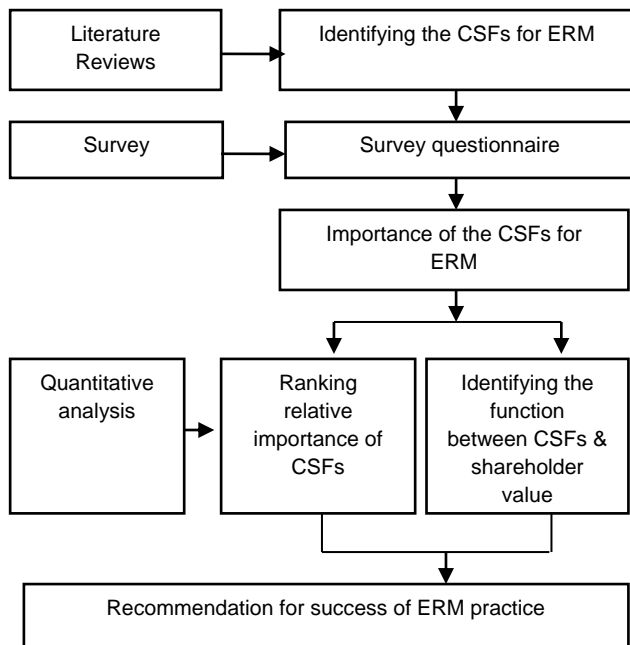 Literature
Reviews
Identifying the CSFs for ERM
Survey
Survey questionnaire
Importance of the CSFs for
ERM
Quantitative
analysis
Ranking
relative
importance of
CSFs
Identifying the
function
between CSFs &
shareholder
value
Recommendation for success of ERM practice